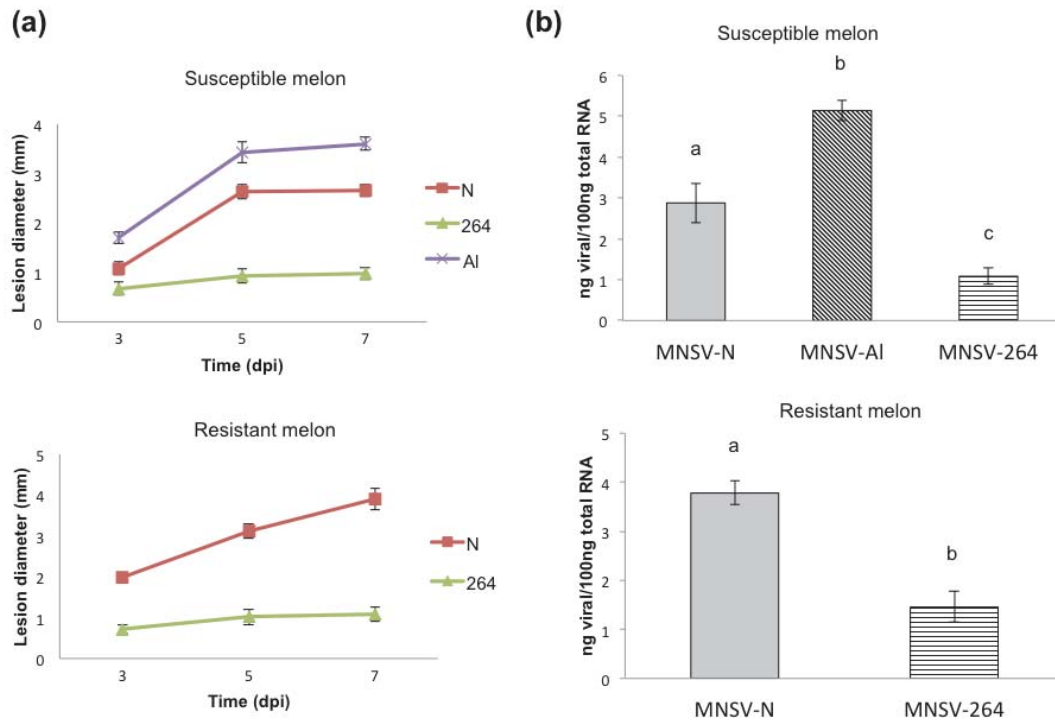 (a)
Susceptible melon
Lesion diameter (mm)
4
3
2
1
0
3 5 7
Time (dpi)
N
264
Al
Resistant melon
Lesion diameter (mm)
5
4
3
2
1
0
3 5 7
Time (dpi)
N
264
(b)
Susceptible melon
ng viral/100ng total RNA
6
5
4
3
2
1
0
a
b
c
MNSV-N MNSV-Al MNSV-264
Resistant melon
ng viral/100ng total RNA
5
4
3
2
1
0
a
b
MNSV-N MNSV-264